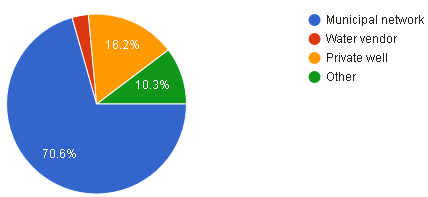 Municipal network
Water vendor
Private well
Other
16.2%
10.3%
70.6%